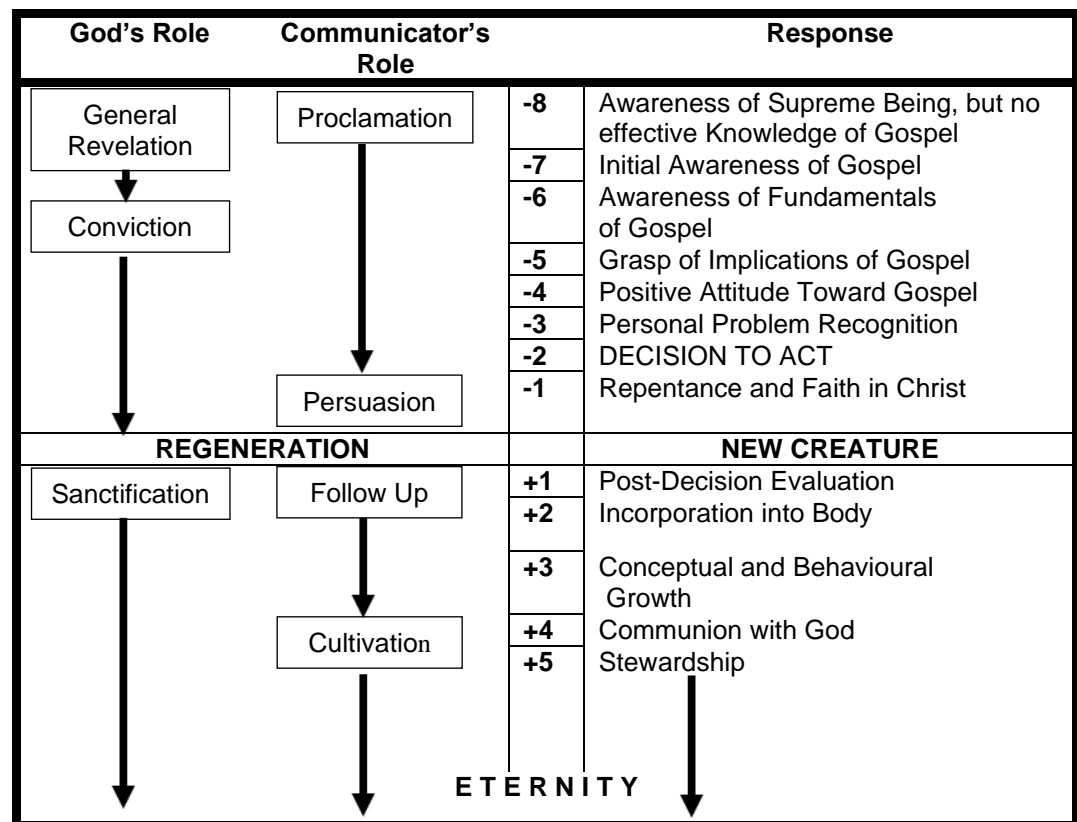 God’s Role
Communicator’s
Role
Response
General
Revelation
Proclamation
-8
Awareness of Supreme Being, but no
effective Knowledge of Gospel
-7
Initial Awareness of Gospel
-6
Awareness of Fundamentals
of Gospel
Conviction
-5
Grasp of Implications of Gospel
-4
Positive Attitude Toward Gospel
-3
Personal Problem Recognition
-2
DECISION TO ACT
Persuasion
-1
Repentance and Faith in Christ
REGENERATION
NEW CREATURE
Sanctification
Follow Up
+1
Post-Decision Evaluation
+2
Incorporation into Body
+3
Conceptual and Behavioural
Growth
Cultivation
+4
Communion with God
+5
Stewardship
E T E R N I T Y